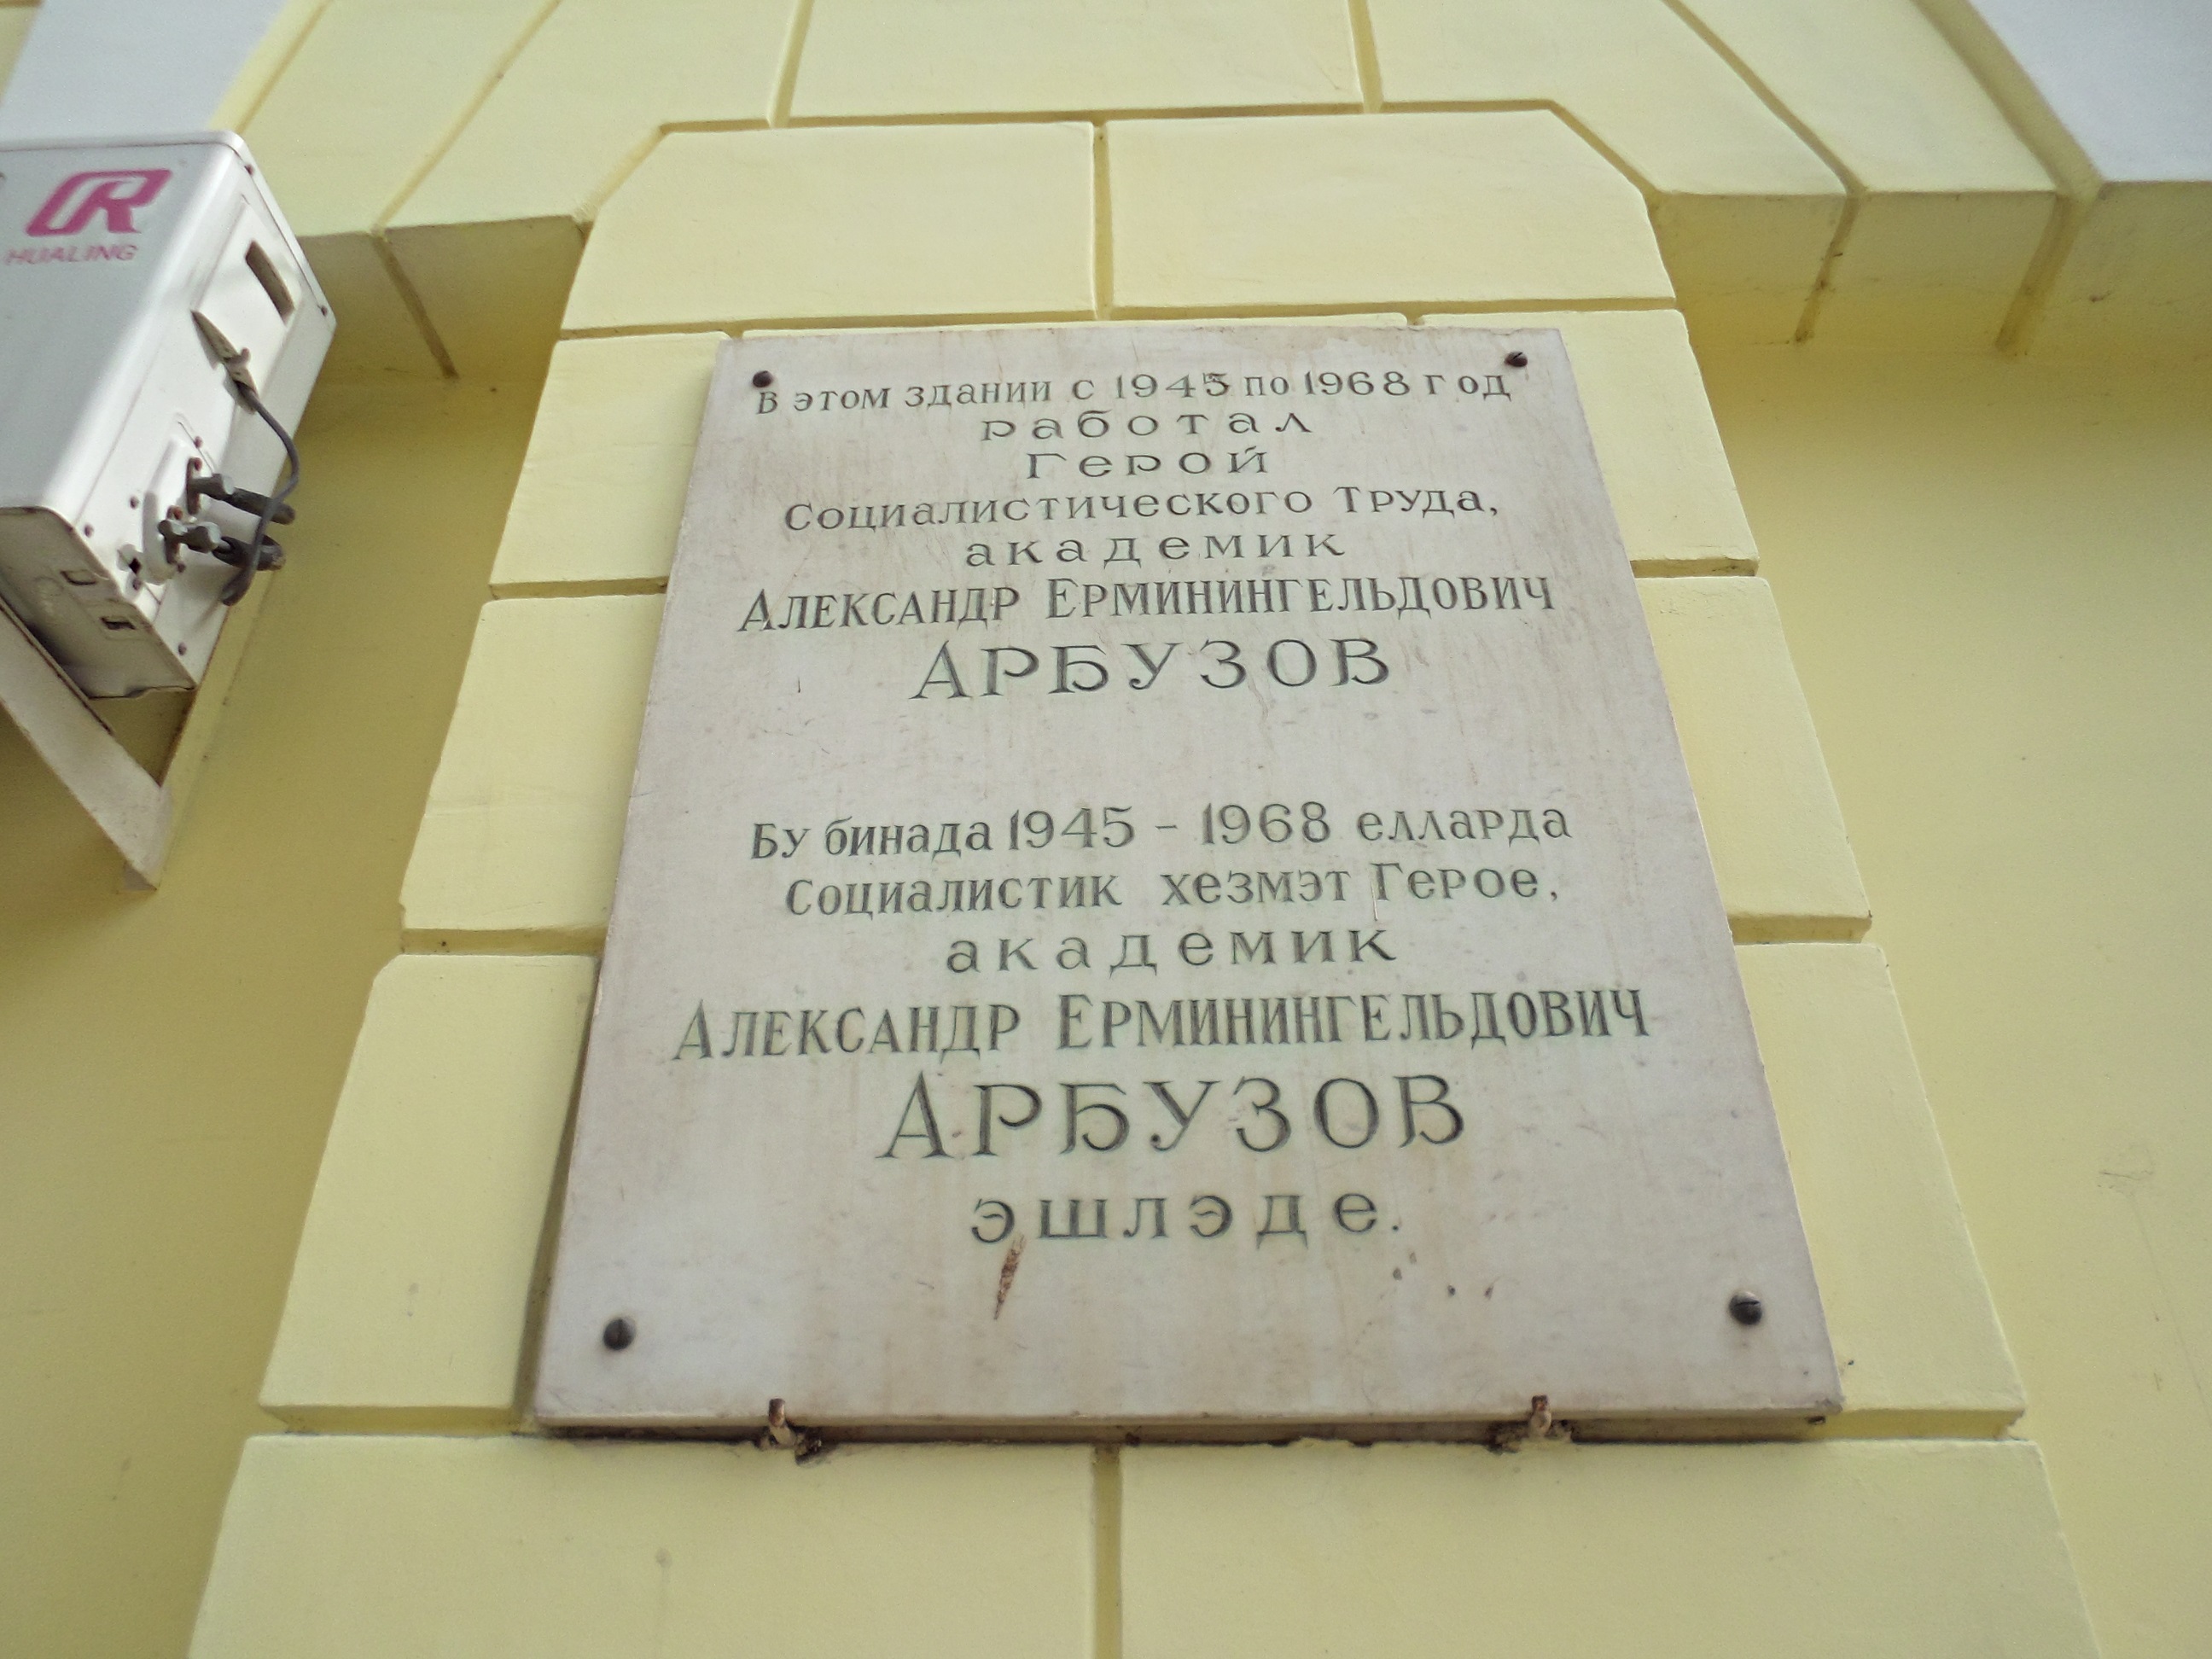 R
HUALING
В этом здании с 1945 по 1968 год
работал
Герой
Социалистического Труда,
академик
АЛЕКСАНДР ЕРМИНИНГЕЛЬДОВИЧ
АРБУЗОВ
Бу бинада 1945 - 1968 елларда
Социалистик хезмэт Герое,
академик
АЛЕКСАНДР ЕРМИНИНГЕЛЬДОВИЧ
АРБУЗОВ
эшлэде.